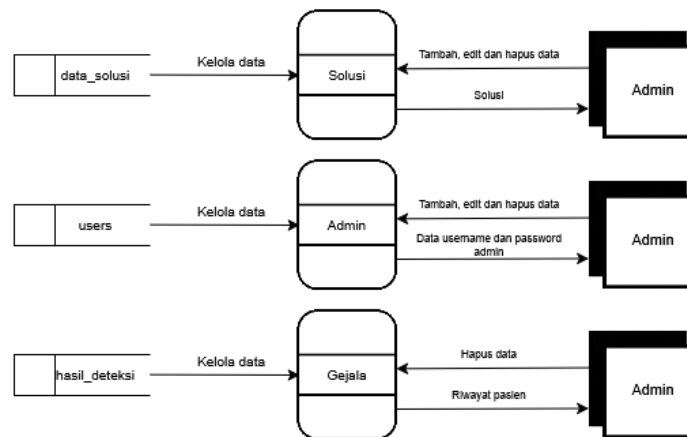 Kelola data
Tambah, edit dan hapus data
data_solusi
Solusi
Admin
Solusi
Kelola data
Tambah, edit dan hapus data
users
Admin
Admin
Data username dan password
admin
Kelola data
Hapus data
hasil_deteksi
Gejala
Admin
Riwayat pasien